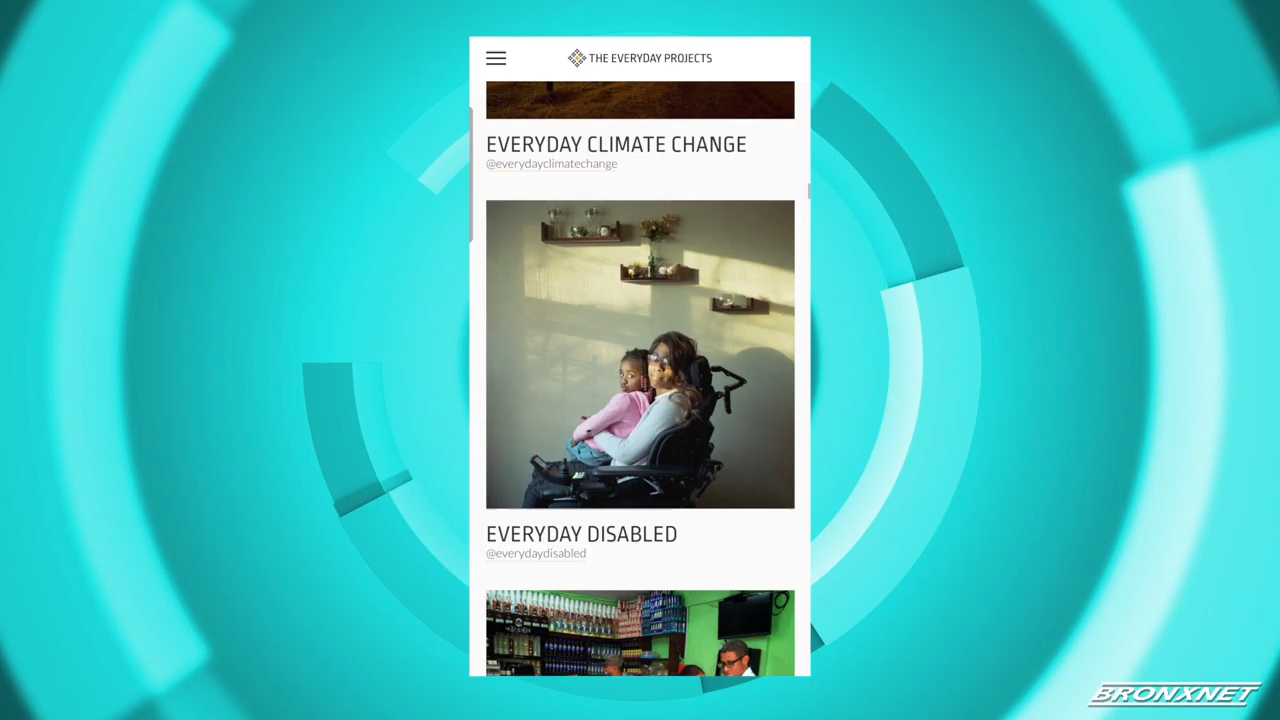 THE EVERYDAY PROJECTS
EVERYDAY CLIMATE CHANGE
@everydayclimatechange
EVERYDAY DISABLED
@everydaydisabled
BRONXNET